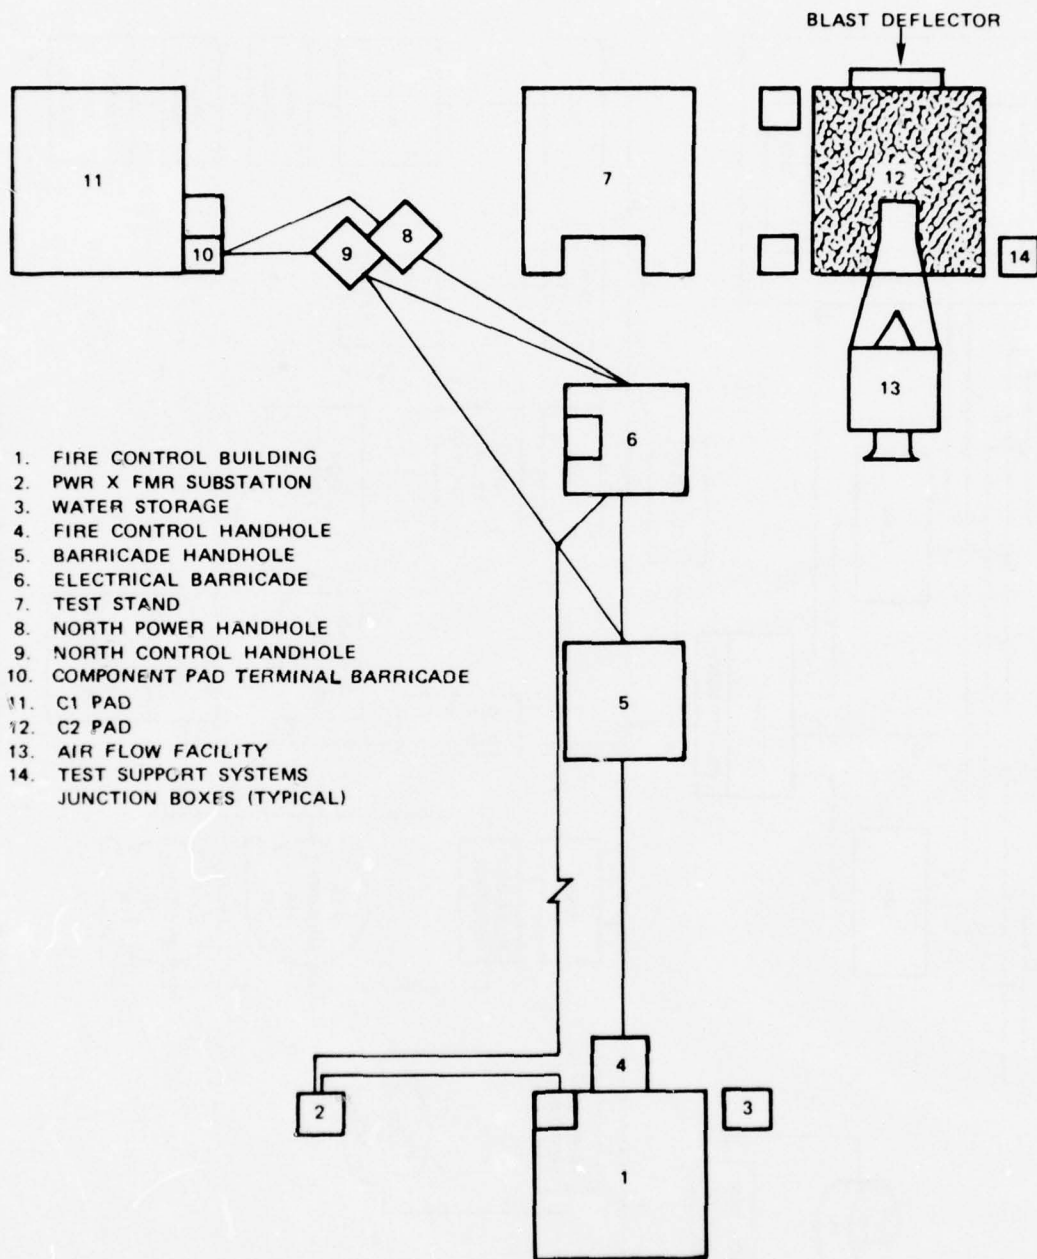 BLAST DEFLECTOR
11
7
12
10
9
8
14
13
6
1. FIRE CONTROL BUILDING
2. PWR X FMR SUBSTATION
3. WATER STORAGE
4. FIRE CONTROL HANDHOLE
5. BARRICADE HANDHOLE
6. ELECTRICAL BARRICADE
7. TEST STAND
8. NORTH POWER HANDHOLE
9. NORTH CONTROL HANDHOLE
10. COMPONENT PAD TERMINAL BARRICADE
11. C1 PAD
12. C2 PAD
13. AIR FLOW FACILITY
14. TEST SUPPORT SYSTEMS
JUNCTION BOXES (TYPICAL)
5
4
2
3
1